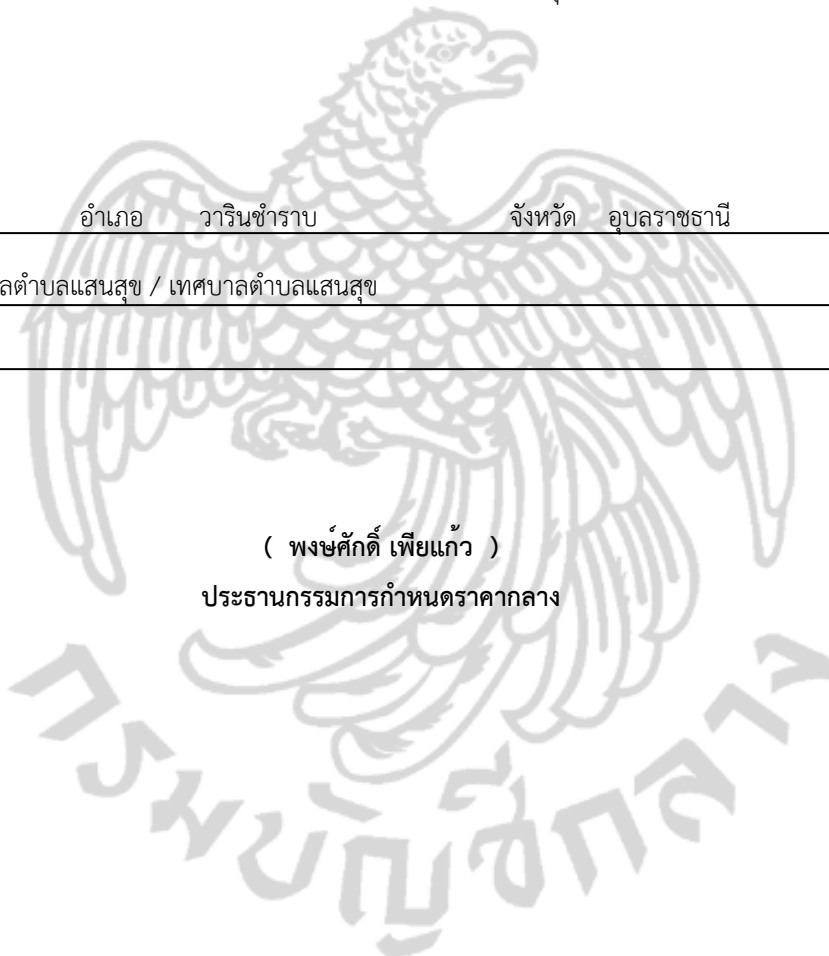 อำเภอ วารินชำราบ จังหวัด อุบลราชธานี
ลตำบลแสนสุข / เทศบาลตำบลแสนสุข
( พงษ์ศักดิ์ เพียแก้ว )
ประธานกรรมการกำหนดราคากลาง
กรมบัญชีกลาง